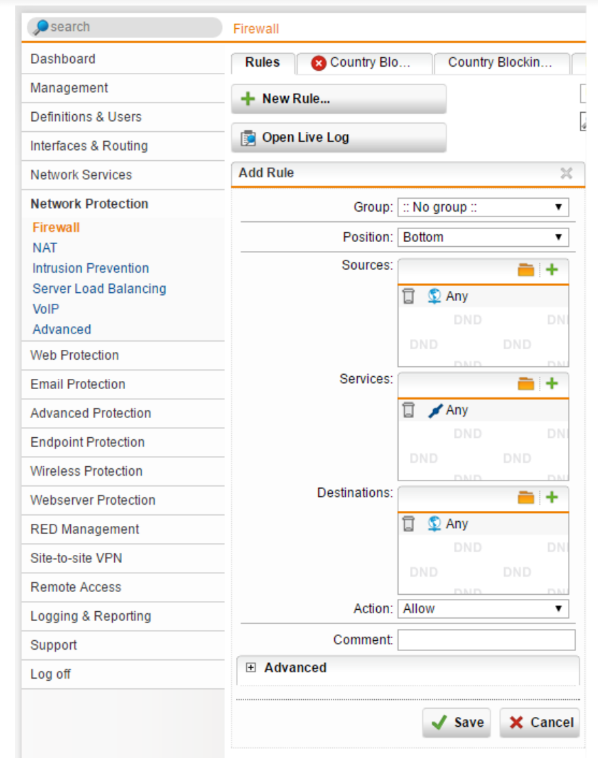 search
Dashboard
Management
Definitions & Users
Interfaces & Routing
Network Services
Network Protection
Firewall
NAT
Intrusion Prevention
Server Load Balancing
VoIP
Advanced
Web Protection
Email Protection
Advanced Protection
Endpoint Protection
Wireless Protection
Webserver Protection
RED Management
Site-to-site VPN
Remote Access
Logging & Reporting
Support
Log off
Firewall
Rules Country Blo... Country Blockin...
New Rule...
Open Live Log
Add Rule
Group: :: No group ::
Position: Bottom
Sources:
Any
DND DND
DND DND
DND DND
Services:
Any
DND DND
DND DND
DND DND
Destinations:
Any
DND DND
DND DND
DND DND
Action: Allow
Comment:
Advanced
Save Cancel